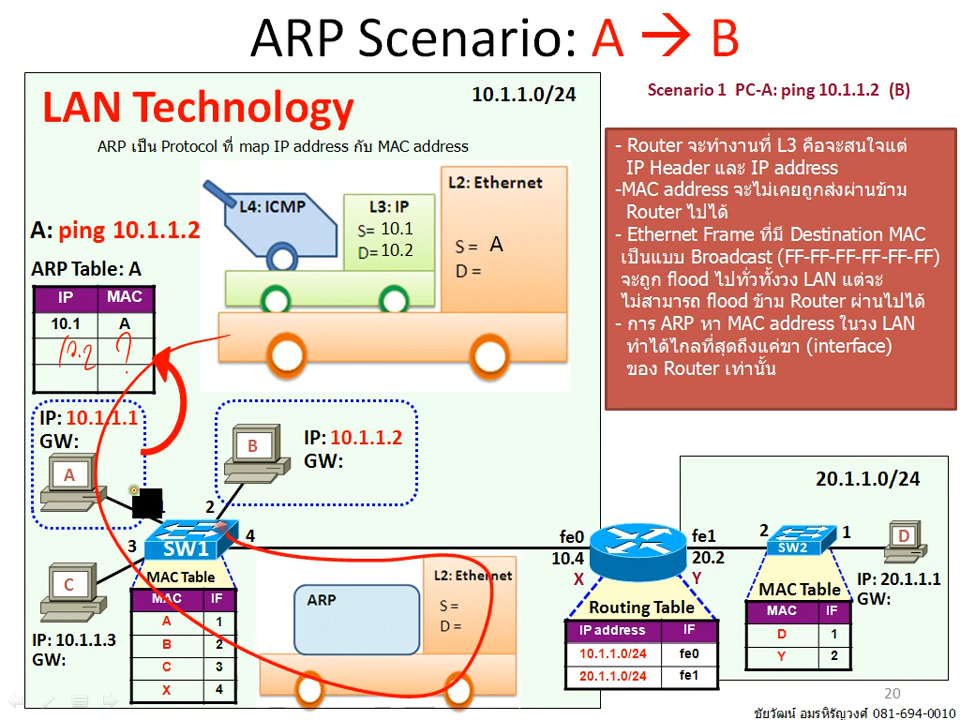 ARP Scenario: A → B
LAN Technology
10.1.1.0/24
ARP เป็น Protocol ที่ map IP address กับ MAC address
Scenario 1 PC-A: ping 10.1.1.2 (B)
- Router จะทำงานที่ L3 คือจะสนใจแต่
IP Header และ IP address
-MAC address จะไม่เคยถูกส่งผ่านข้าม
Router ไปได้
- Ethernet Frame ที่มี Destination MAC
เป็นแบบ Broadcast (FF-FF-FF-FF-FF-FF)
จะถูก flood ไปทั่วทั้งวง LAN แต่จะ
ไม่สามารถ flood ข้าม Router ผ่านไปได้
- การ ARP หา MAC address ในวง LAN
ทำได้ไกลที่สุดถึงแค่ขา (interface)
ของ Router เท่านั้น
L4: ICMP
L3: IP
S= 10.1
D= 10.2
L2: Ethernet
S = A
D =
A: ping 10.1.1.2
ARP Table: A
IP MAC
10.1 A
10.2 ?
IP: 10.1.1.1
GW:
A
B
IP: 10.1.1.2
GW:
1
2
3
4
SW1
C
IP: 10.1.1.3
GW:
MAC Table
MAC IF
A 1
B 2
C 3
X 4
ARP
L2: Ethernet
S =
D =
fe0
10.4
X
fe1
20.2
Y
Routing Table
IP address IF
10.1.1.0/24 fe0
20.1.1.0/24 fe1
20.1.1.0/24
2
SW2
1
D
IP: 20.1.1.1
GW:
MAC Table
MAC IF
D 1
Y 2
20
ชัยวัฒน์ อมรหิรัญวงศ์ 081-694-0010